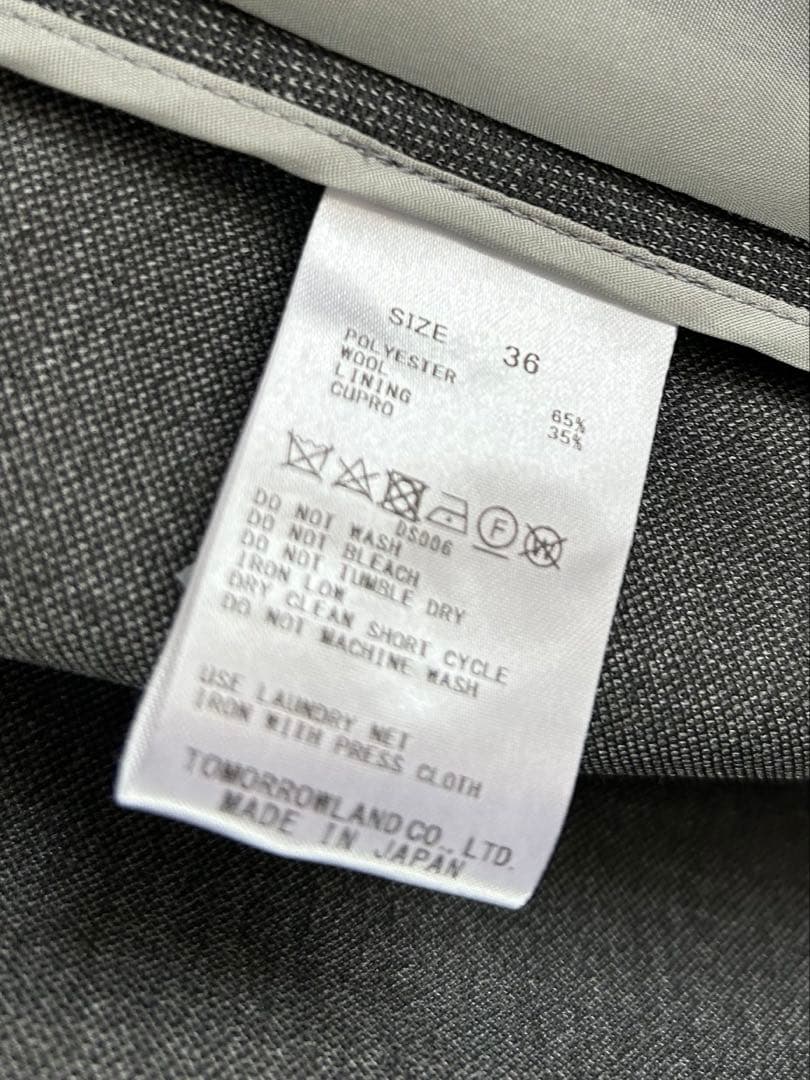 SIZE 36
POLYESTER 65%
WOOL 35%
LINING
CUPRO
F W
DS006
DO NOT WASH
DO NOT BLEACH
DO NOT TUMBLE DRY
IRON LOW
DRY CLEAN SHORT CYCLE
DO NOT MACHINE WASH
USE LAUNDRY NET
IRON WITH PRESS CLOTH
TOMORROWLAND CO., LTD.
MADE IN JAPAN